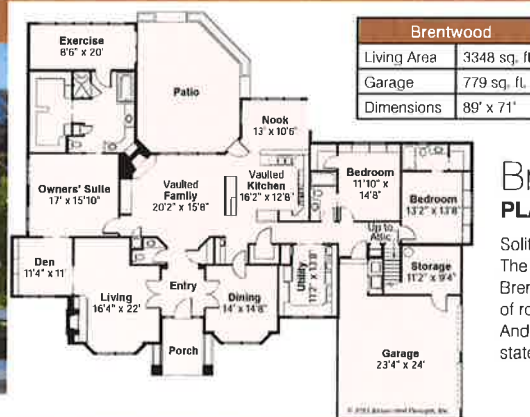 Exercise
8'6" x 20'
Patio
Nook
13' x 10'6"
Owners' Suite
17' x 15'10"
Vaulted
Family
20'2" x 15'8"
Vaulted
Kitchen
16'2" x 12'8"
Bedroom
11'10" x
14'8"
Bedroom
13'2" x 13'8"
Up to
Attic
Den
11'4" x 11'
Living
16'4" x 22'
Entry
Dining
14' x 14'8"
Utility
11'2" x 13'8"
Storage
11'2" x 9'4"
Porch
Garage
23'4" x 24'
Brentwood
Living Area 3348 sq. ft
Garage 779 sq. ft.
Dimensions 89' x 71'
Br
PLA
Solit
The
Bren
of ro
And
state